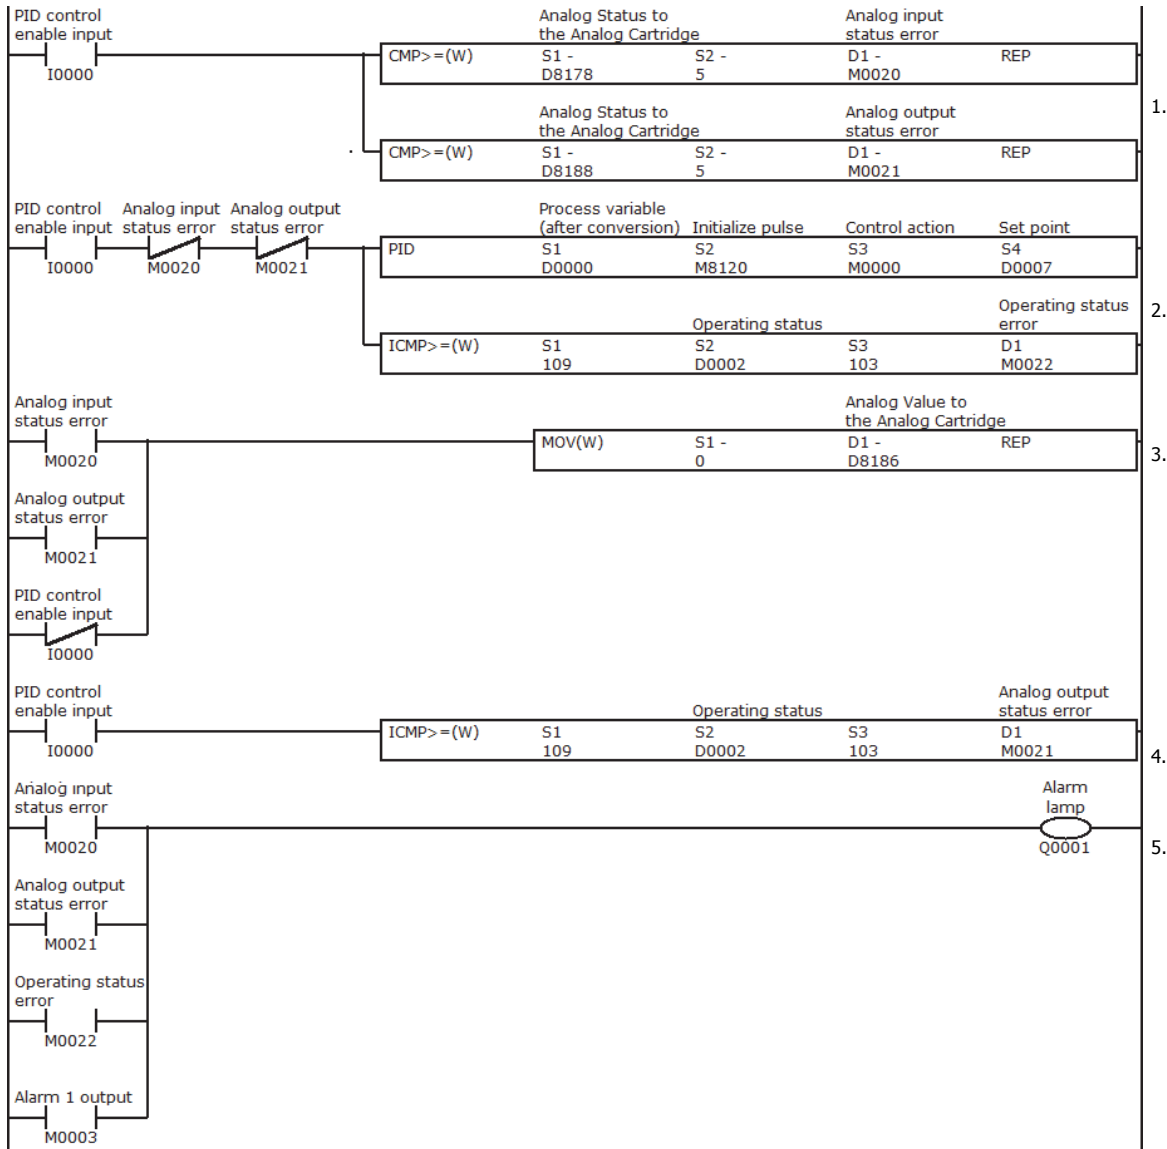 PID control
enable input
I0000
Analog Status to
the Analog Cartridge
Analog input
status error
CMP>=(W) S1 - S2 - D1 - REP
D8178 5 M0020
1.
Analog Status to
the Analog Cartridge
Analog output
status error
CMP>=(W) S1 - S2 - D1 - REP
D8188 5 M0021
PID control
enable input
I0000
Analog input
status error
M0020
Analog output
status error
M0021
Process variable
(after conversion) Initialize pulse Control action Set point
PID S1 S2 S3 S4
D0000 M8120 M0000 D0007
2.
Operating status
Operating status
error
ICMP>=(W) S1 S2 S3 D1
109 D0002 103 M0022
Analog input
status error
M0020
Analog Value to
the Analog Cartridge
MOV(W) S1 - D1 - REP
0 D8186
3.
Analog output
status error
M0021
PID control
enable input
I0000
PID control
enable input
I0000
Operating status
Analog output
status error
ICMP>=(W) S1 S2 S3 D1
109 D0002 103 M0021
4.
Analog input
status error
M0020
Alarm
lamp
Q0001
5.
Analog output
status error
M0021
Operating status
error
M0022
Alarm 1 output
M0003